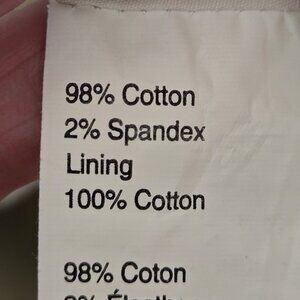 98% Cotton
2% Spandex
Lining
100% Cotton
98% Coton